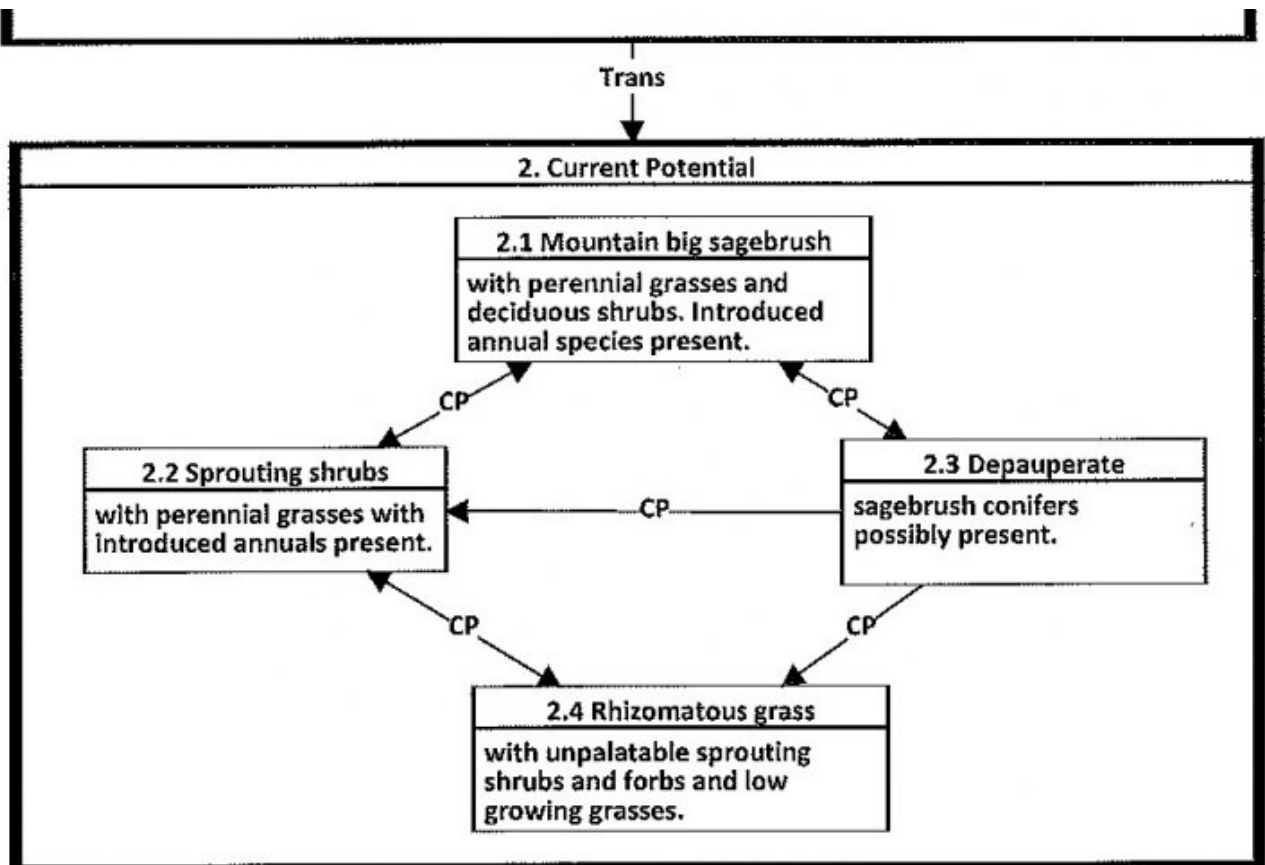 Trans
2. Current Potential
2.1 Mountain big sagebrush
with perennial grasses and
deciduous shrubs. Introduced
annual species present.
CP
CP
2.2 Sprouting shrubs
with perennial grasses with
introduced annuals present.
CP
2.3 Depauperate
sagebrush conifers
possibly present.
CP
CP
2.4 Rhizomatous grass
with unpalatable sprouting
shrubs and forbs and low
growing grasses.